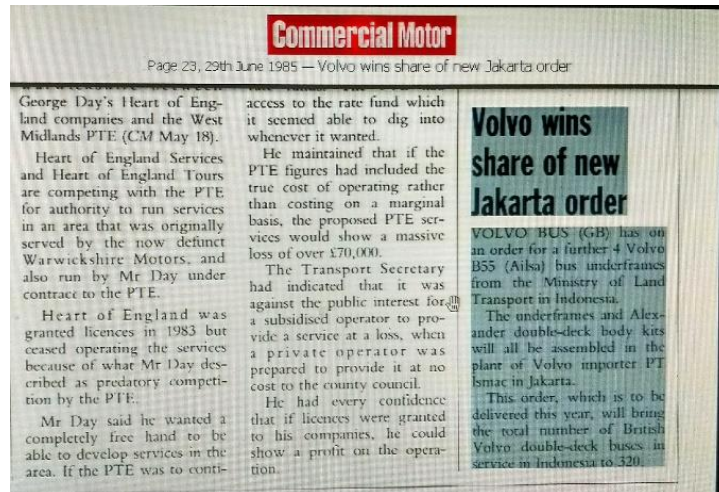 Commercial Motor
Page 23, 29th June 1985 — Volvo wins share of new Jakarta order
George Day's Heart of Eng-
land companies and the West
Midlands PTE (CM May 18).
Heart of England Services
and Heart of England Tours
are competing with the PTE
for authority to run services
in an area that was originally
served by the now defunct
Warwickshire Motors, and
also run by Mr Day under
contract to the PTE.
Heart of England was
granted licences in 1983 but
ceased operating the services
because of what Mr Day des-
cribed as predatory competi-
tion by the PTE.
Mr Day said he wanted a
completely free hand to be
able to develop services in the
area. If the PTE was to conti-
access to the rate fund which
it seemed able to dig into
whenever it wanted.
He maintained that if the
PTE figures had included the
true cost of operating rather
than costing on a marginal
basis, the proposed PTE ser-
vices would show a massive
loss of over £70,000.
The Transport Secretary
had indicated that it was
against the public interest for
a subsidised operator to pro-
vide a service at a loss, when
a private operator was
prepared to provide it at no
cost to the county council.
He had every confidence
that if licences were granted
to his companies, he could
show a profit on the opera-
tion.
Volvo wins
share of new
Jakarta order
VOLVO BUS (GB) has on
an order for a further 4 Volvo
B55 (Ailsa) bus underframes
from the Ministry of Land
Transport in Indonesia.
The underframes and Alex-
ander double-deck body kits
will all be assembled in the
plant of Volvo importer PT
Ismac in Jakarta.
This order, which is to be
delivered this year, will bring
the total number of British
Volvo double-deck buses in
service in Indonesia to 320.